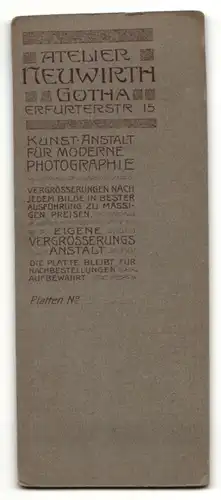 ATELIER
NEUWIRTH
GOTHA
ERFURTERSTR 15
KUNST-ANSTALT
FÜR MODERNE
PHOTOGRAPHIE
VERGRÖSSERUNGEN NACH
JEDEM BILDE IN BESTER
AUSFÜHRUNG ZU MÄSSI-
GEN PREISEN.
EIGENE
VERGRÖSSERUNGS
ANSTALT
DIE PLATTE BLEIBT FÜR
NACHBESTELLUNGEN
AUFBEWAHRT
Platten No